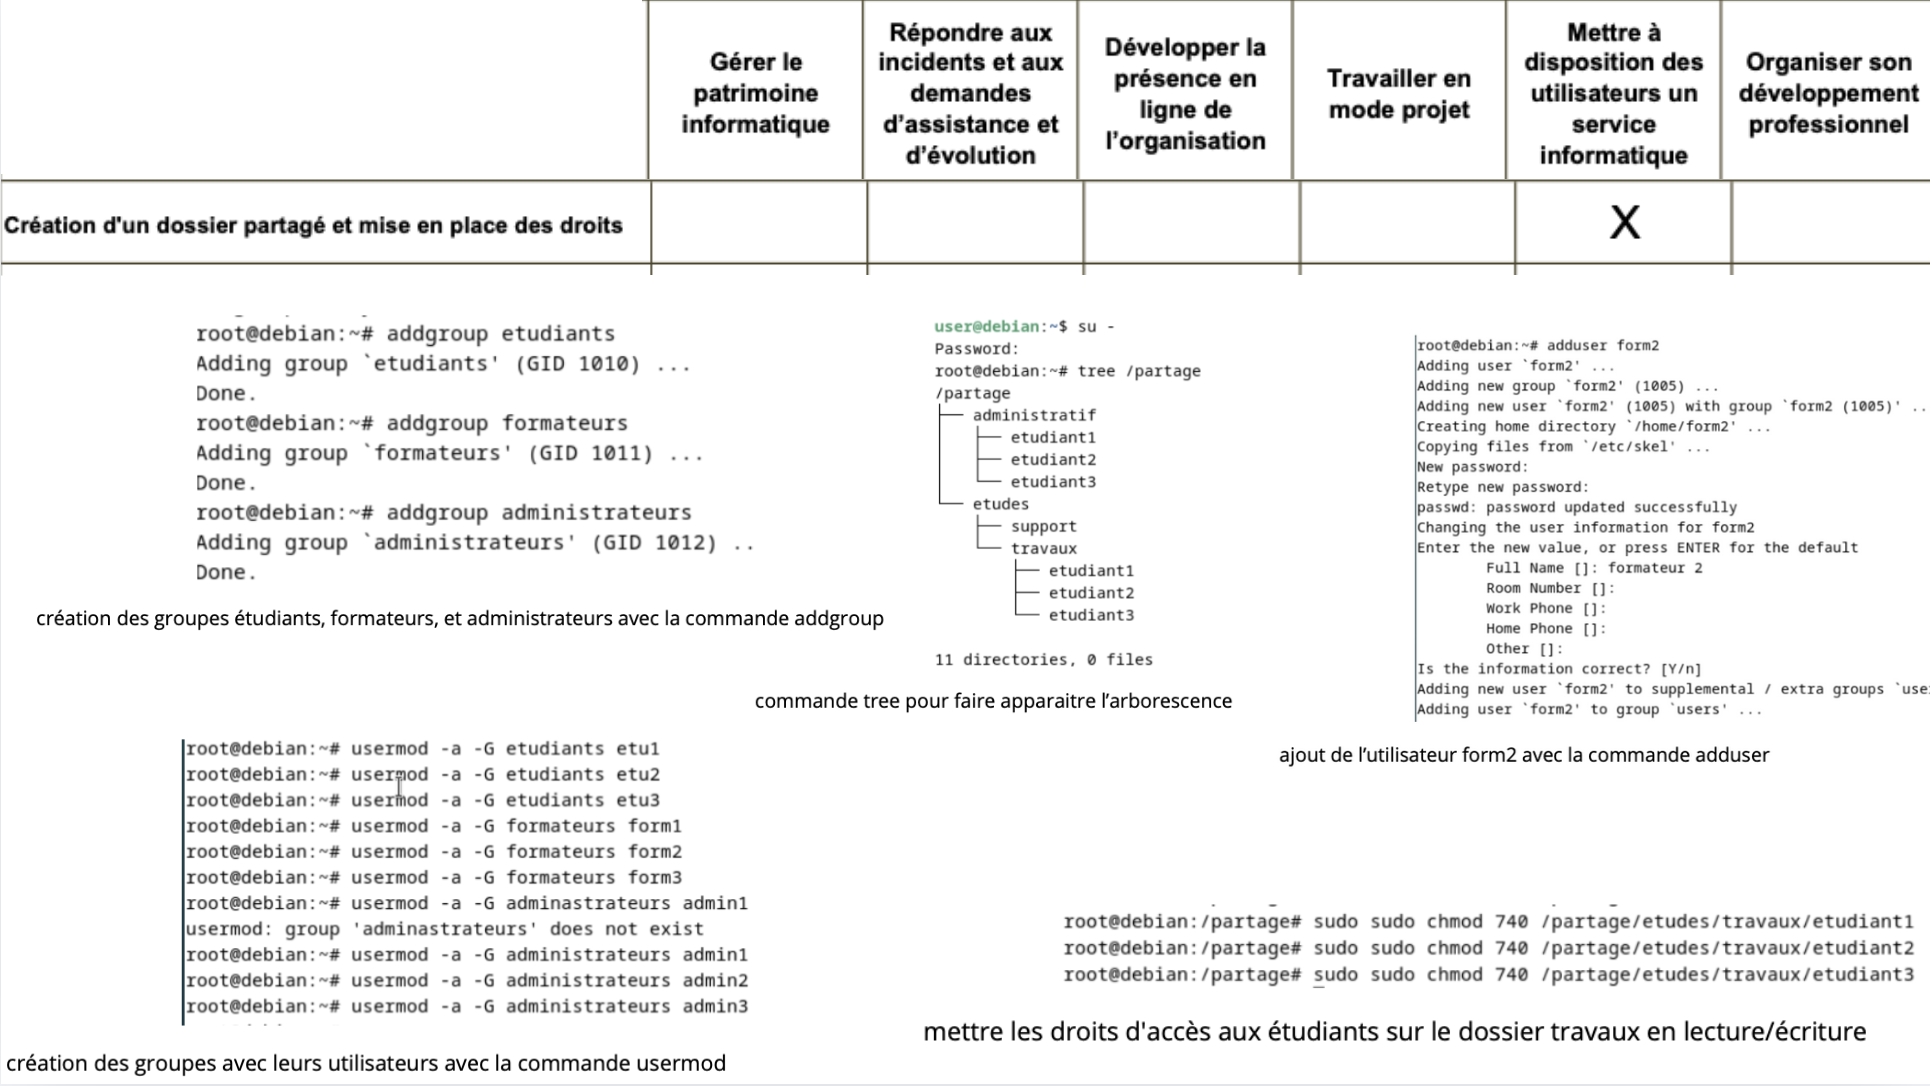 Gérer le
patrimoine
informatique
Répondre aux
incidents et aux
demandes
d'assistance et
d'évolution
Développer la
présence en
ligne de
l'organisation
Travailler en
mode projet
Mettre à
disposition des
utilisateurs un
service
informatique
Organiser son
développement
professionnel
Création d'un dossier partagé et mise en place des droits
X
root@debian:~# addgroup etudiants
Adding group `etudiants' (GID 1010) ...
Done.
root@debian:~# addgroup formateurs
Adding group `formateurs' (GID 1011) ...
Done.
root@debian:~# addgroup administrateurs
Adding group `administrateurs' (GID 1012) ..
Done.
création des groupes étudiants, formateurs, et administrateurs avec la commande addgroup
user@debian:~$ su -
Password:
root@debian:~# tree /partage
/partage
├── administratif
│   ├── etudiant1
│   ├── etudiant2
│   └── etudiant3
└── etudes
    ├── support
    └── travaux
        ├── etudiant1
        ├── etudiant2
        └── etudiant3
11 directories, 0 files
commande tree pour faire apparaitre l'arborescence
root@debian:~# adduser form2
Adding user `form2' ...
Adding new group `form2' (1005) ...
Adding new user `form2' (1005) with group `form2 (1005)' ..
Creating home directory `/home/form2' ...
Copying files from `/etc/skel' ...
New password:
Retype new password:
passwd: password updated successfully
Changing the user information for form2
Enter the new value, or press ENTER for the default
Full Name []: formateur 2
Room Number []:
Work Phone []:
Home Phone []:
Other []:
Is the information correct? [Y/n]
Adding new user `form2' to supplemental / extra groups `use
Adding user `form2' to group `users' ...
ajout de l'utilisateur form2 avec la commande adduser
root@debian:~# usermod -a -G etudiants etu1
root@debian:~# usermod -a -G etudiants etu2
root@debian:~# usermod -a -G etudiants etu3
root@debian:~# usermod -a -G formateurs form1
root@debian:~# usermod -a -G formateurs form2
root@debian:~# usermod -a -G formateurs form3
root@debian:~# usermod -a -G adminastrateurs admin1
usermod: group 'adminastrateurs' does not exist
root@debian:~# usermod -a -G administrateurs admin1
root@debian:~# usermod -a -G administrateurs admin2
root@debian:~# usermod -a -G administrateurs admin3
création des groupes avec leurs utilisateurs avec la commande usermod
root@debian:/partage# sudo sudo chmod 740 /partage/etudes/travaux/etudiant1
root@debian:/partage# sudo sudo chmod 740 /partage/etudes/travaux/etudiant2
root@debian:/partage# sudo sudo chmod 740 /partage/etudes/travaux/etudiant3
mettre les droits d'accès aux étudiants sur le dossier travaux en lecture/écriture